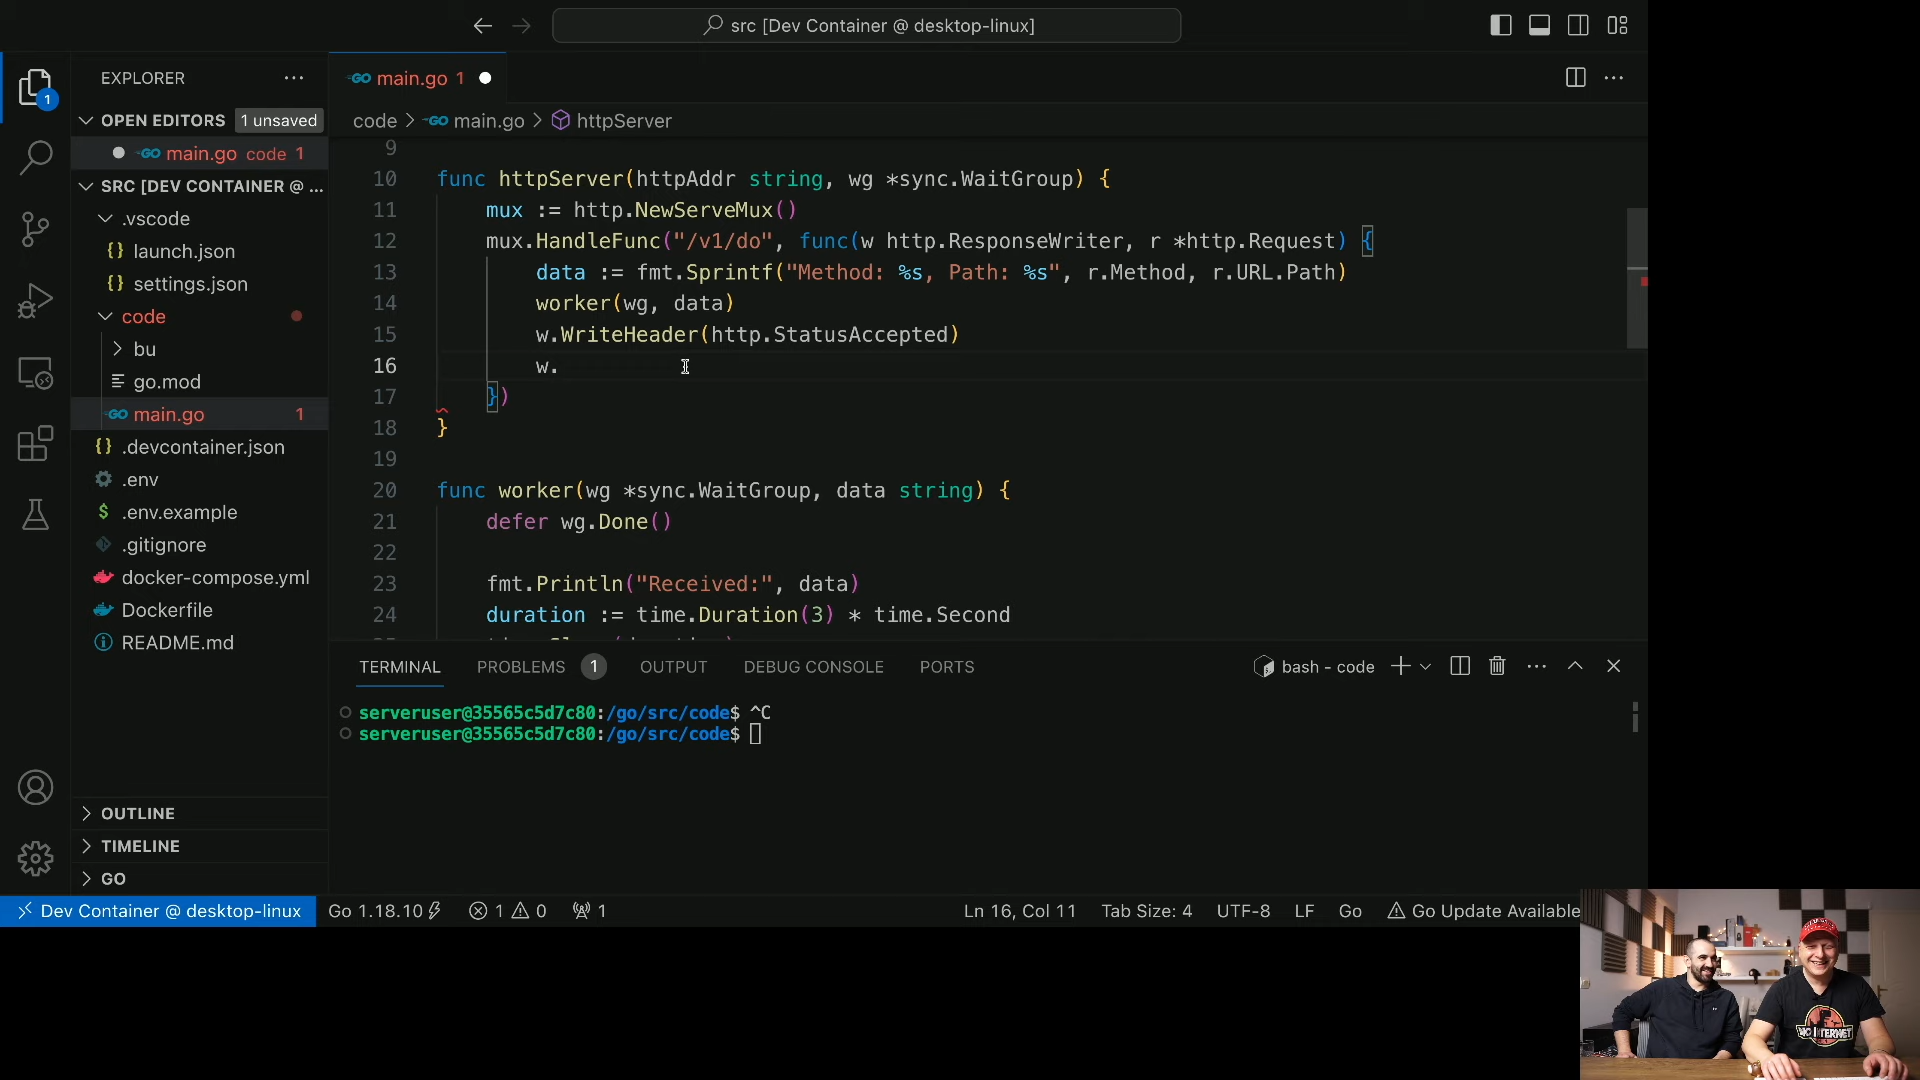 src [Dev Container @ desktop-linux]
EXPLORER
main.go 1
1
OPEN EDITORS 1 unsaved
main.go code 1
code > main.go > httpServer
SRC [DEV CONTAINER @ ...
.vscode
launch.json
settings.json
code
bu
go.mod
main.go 1
.devcontainer.json
.env
.env.example
.gitignore
docker-compose.yml
Dockerfile
README.md
OUTLINE
TIMELINE
GO
9
10 func httpServer(httpAddr string, wg *sync.WaitGroup) {
11 mux := http.NewServeMux()
12 mux.HandleFunc("/v1/do", func(w http.ResponseWriter, r *http.Request) {
13 data := fmt.Sprintf("Method: %s, Path: %s", r.Method, r.URL.Path)
14 worker(wg, data)
15 w.WriteHeader(http.StatusAccepted)
16 w.
17 })
18 }
19
20 func worker(wg *sync.WaitGroup, data string) {
21 defer wg.Done()
22
23 fmt.Println("Received:", data)
24 duration := time.Duration(3) * time.Second
TERMINAL PROBLEMS 1 OUTPUT DEBUG CONSOLE PORTS bash - code
serveruser@35565c5d7c80:/go/src/code$ ^C
serveruser@35565c5d7c80:/go/src/code$
Dev Container @ desktop-linux Go 1.18.10 1 0 1 Ln 16, Col 11 Tab Size: 4 UTF-8 LF Go Go Update Available